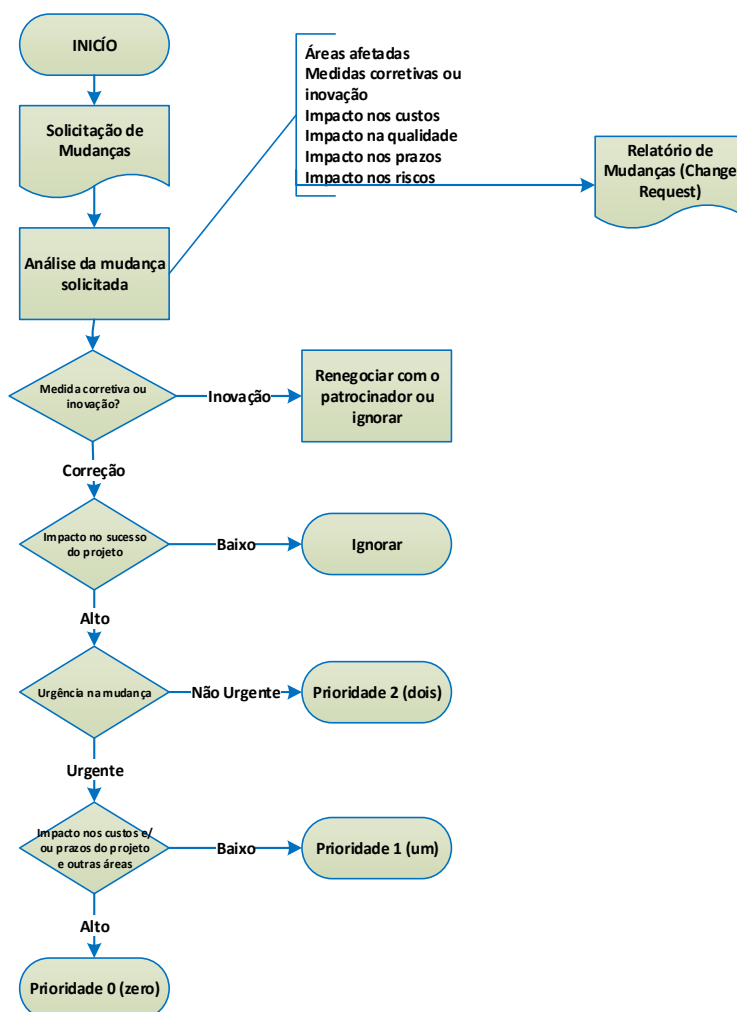 INICÍO
Áreas afetadas
Medidas corretivas ou
inovação
Impacto nos custos
Impacto na qualidade
Impacto nos prazos
Impacto nos riscos
Solicitação de
Mudanças
Relatório de
Mudanças (Change
Request)
Análise da mudança
solicitada
Medida corretiva ou
inovação?
Inovação
Renegociar com o
patrocinador ou
ignorar
Correção
Impacto no sucesso
do projeto
Baixo
Ignorar
Alto
Urgência na mudança
Não Urgente
Prioridade 2 (dois)
Urgente
Impacto nos custos e/
ou prazos do projeto
e outras áreas
Baixo
Prioridade 1 (um)
Alto
Prioridade 0 (zero)